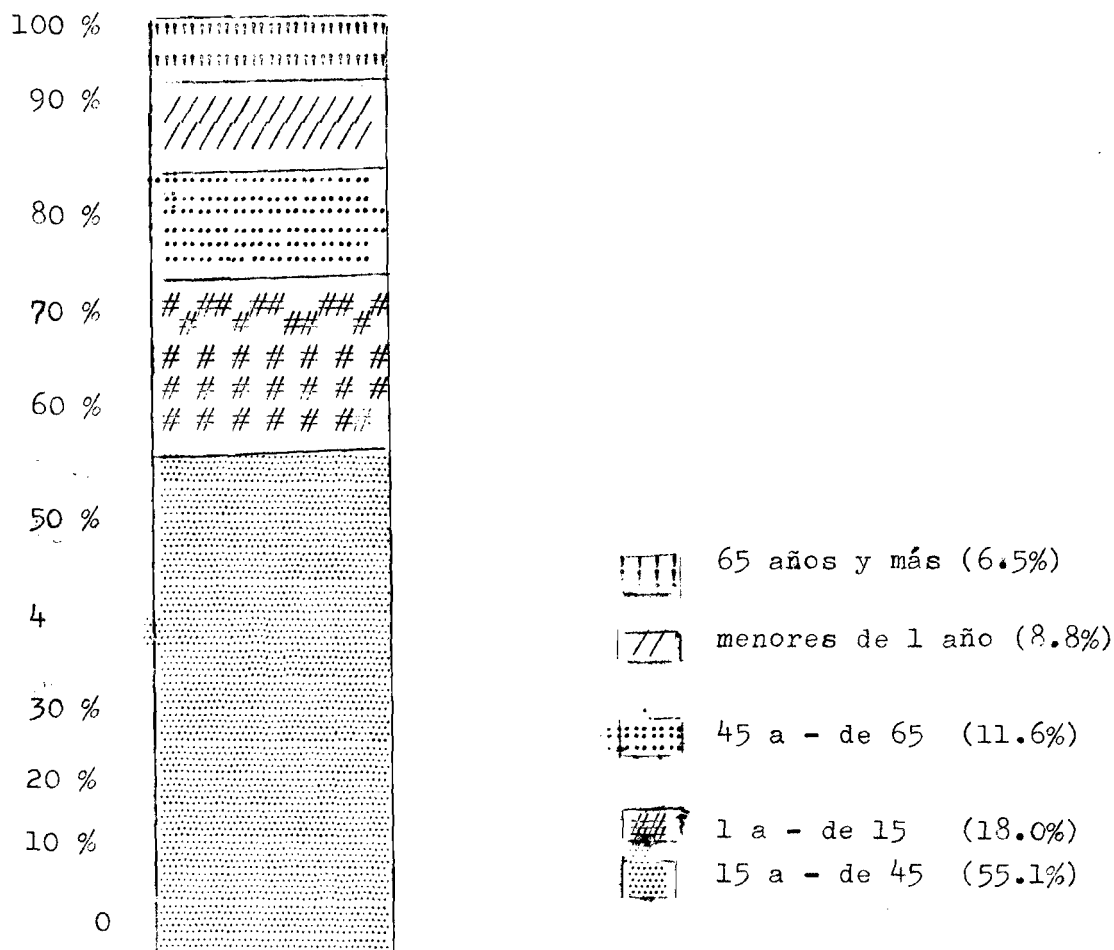 100 %
90 %
80 %
70 %
60 %
50 %
4
30 %
20 %
10 %
0
65 años y más (6.5%)
menores de 1 año (8.8%)
45 a - de 65 (11.6%)
1 a - de 15 (18.0%)
15 a - de 45 (55.1%)